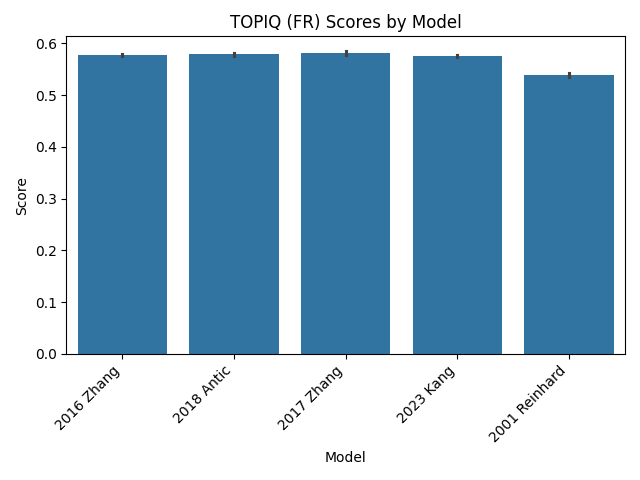 TOPIQ (FR) Scores by Model
Score
0.6
0.5
0.4
0.3
0.2
0.1
0.0
2016 Zhang
2018 Antic
2017 Zhang
2023 Kang
2001 Reinhard
Model